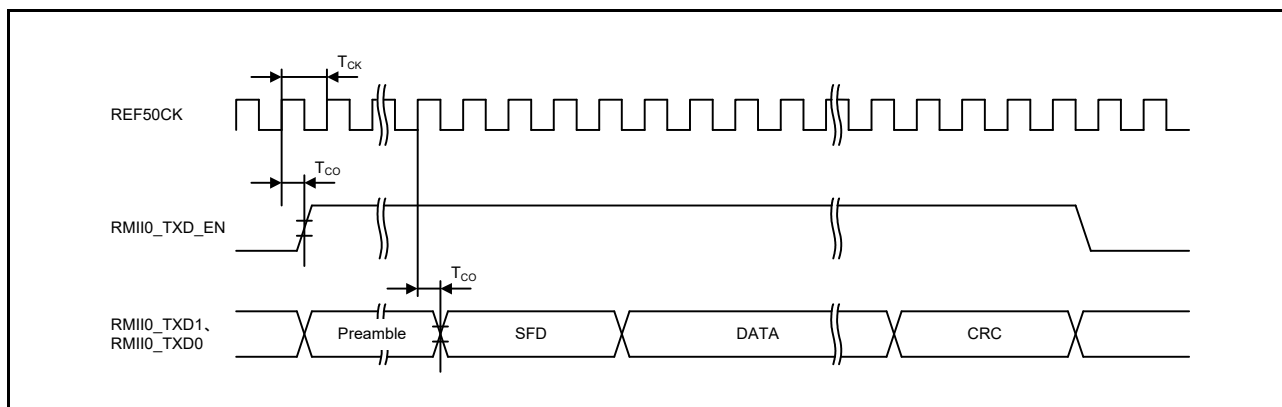 TCK
REF50CK
TCO
RMII0_TXD_EN
TCO
RMII0_TXD1、
RMII0_TXD0
Preamble
SFD
DATA
CRC